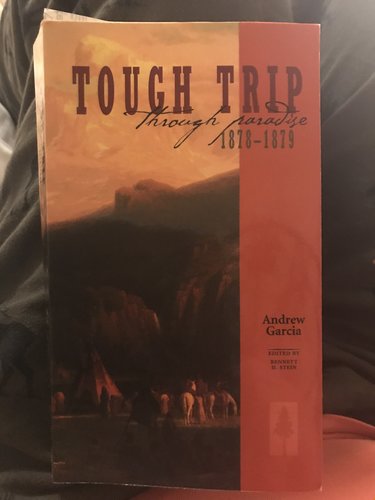 TOUGH TRIP
through paradise
1878–1879
Andrew
Garcia
EDITED BY
BENNETT
H. STEIN